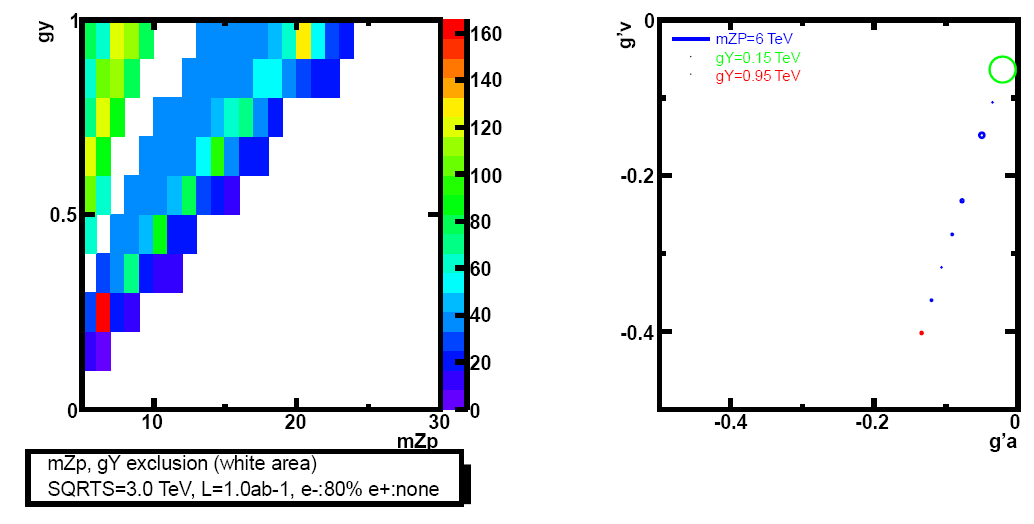 gy
1
0.5
0
10
20
30
mZp
160
140
120
100
80
60
40
20
0
mZp, gY exclusion (white area)
SQRTS=3.0 TeV, L=1.0ab-1, e-:80% e+:none
g'v
0
-0.2
-0.4
mZP=6 TeV
gY=0.15 TeV
gY=0.95 TeV
-0.4
-0.2
0
g'a